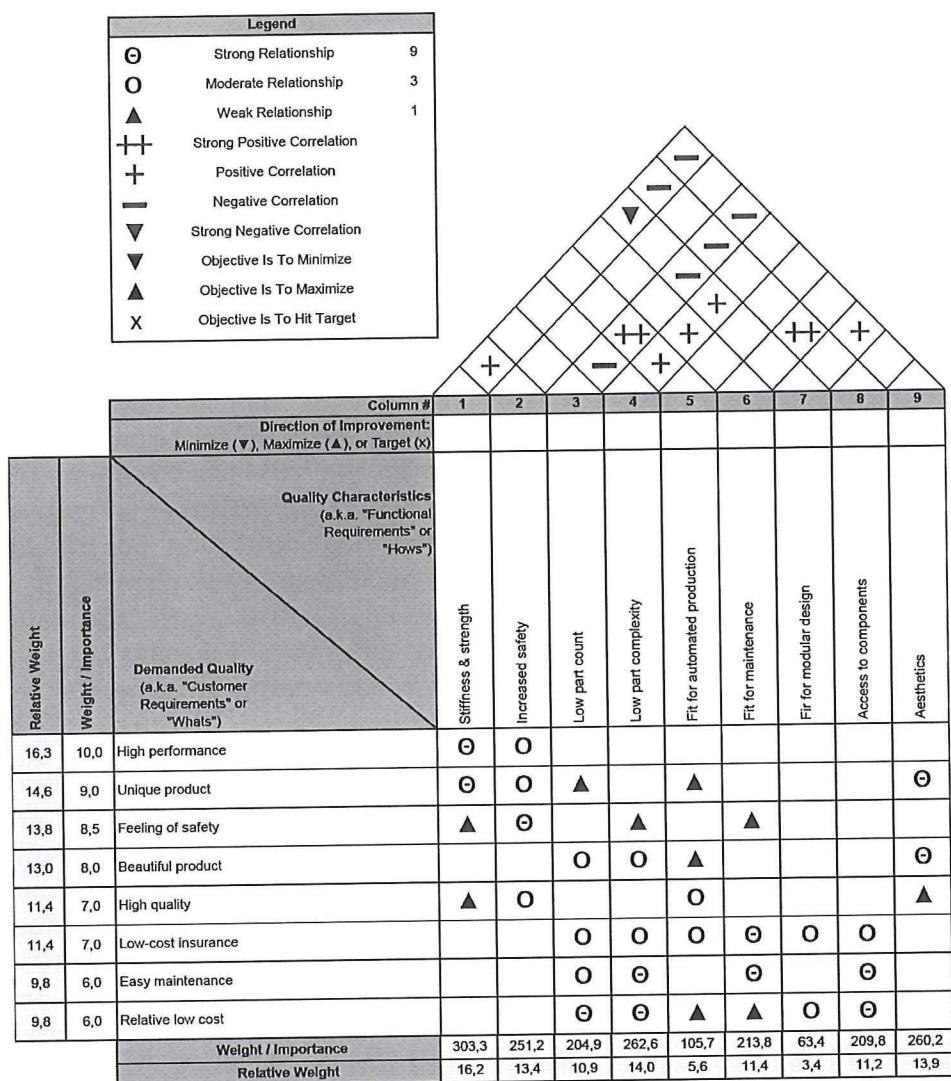 Legend
Θ Strong Relationship 9
O Moderate Relationship 3
▲ Weak Relationship 1
++ Strong Positive Correlation
+ Positive Correlation
— Negative Correlation
▼ Strong Negative Correlation
▼ Objective Is To Minimize
▲ Objective Is To Maximize
X Objective Is To Hit Target
—
—
▼ —
—
—
+
++ + ++ +
+ — +
Column # 1 2 3 4 5 6 7 8 9
Direction of Improvement:
Minimize (▼), Maximize (▲), or Target (x)
Relative Weight
Weight / Importance
Quality Characteristics
(a.k.a. "Functional
Requirements" or
"Hows")
Demanded Quality
(a.k.a. "Customer
Requirements" or
"Whats")
Stiffness & strength
Increased safety
Low part count
Low part complexity
Fit for automated production
Fit for maintenance
Fir for modular design
Access to components
Aesthetics
16,3 10,0 High performance Θ O
14,6 9,0 Unique product Θ O ▲ ▲ Θ
13,8 8,5 Feeling of safety ▲ Θ ▲ ▲
13,0 8,0 Beautiful product O O ▲ Θ
11,4 7,0 High quality ▲ O O ▲
11,4 7,0 Low-cost insurance O O O Θ O O
9,8 6,0 Easy maintenance O Θ Θ Θ
9,8 6,0 Relative low cost Θ Θ ▲ ▲ O Θ
Weight / Importance 303,3 251,2 204,9 262,6 105,7 213,8 63,4 209,8 260,2
Relative Weight 16,2 13,4 10,9 14,0 5,6 11,4 3,4 11,2 13,9